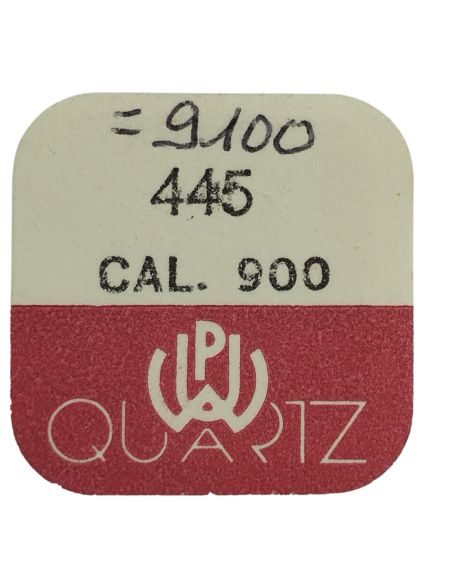 = 9100
445
CAL. 900
PUW
QUARTZ